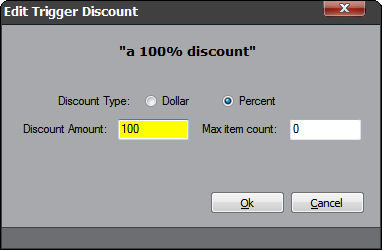 Edit Trigger Discount
"a 100% discount"
Discount Type: Dollar Percent
Discount Amount: 100 Max item count: 0
Ok Cancel